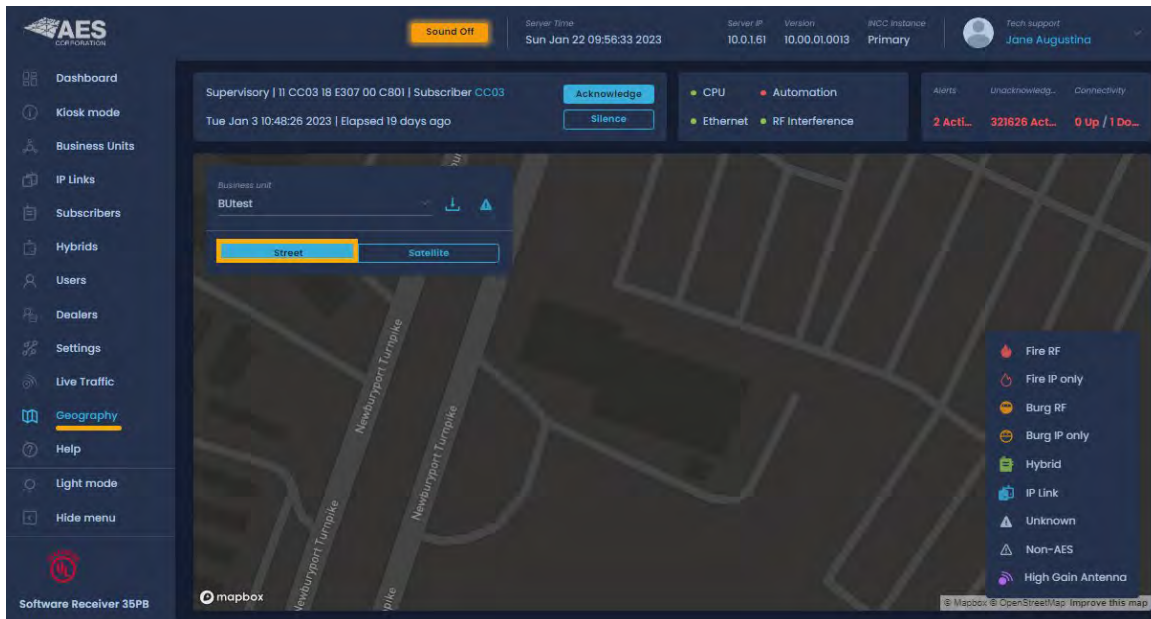 AES
CORPORATION
Sound Off
Server Time
Sun Jan 22 09:56:33 2023
Server IP
10.0.1.61
Version
10.00.01.0013
INCC Instance
Primary
Tech support
Jane Augustina
Dashboard
Kiosk mode
Business Units
IP Links
Subscribers
Hybrids
Users
Dealers
Settings
Live Traffic
Geography
Help
Light mode
Hide menu
UL
Software Receiver 35PB
Supervisory | 11 CC03 18 E307 00 C801 | Subscriber CC03
Tue Jan 3 10:48:26 2023 | Elapsed 19 days ago
Acknowledge
Silence
CPU
Automation
Ethernet
RF Interference
Alerts
2 Acti...
Unacknowledg...
321626 Act...
Connectivity
0 Up / 1 Do...
Business unit
BUtest
Street
Satellite
Newburyport Turnpike
Newburyport Turnpike
Newburyport Turnpike
pike
Fire RF
Fire IP only
Burg RF
Burg IP only
Hybrid
IP Link
Unknown
Non-AES
High Gain Antenna
mapbox
© Mapbox © OpenStreetMap Improve this map